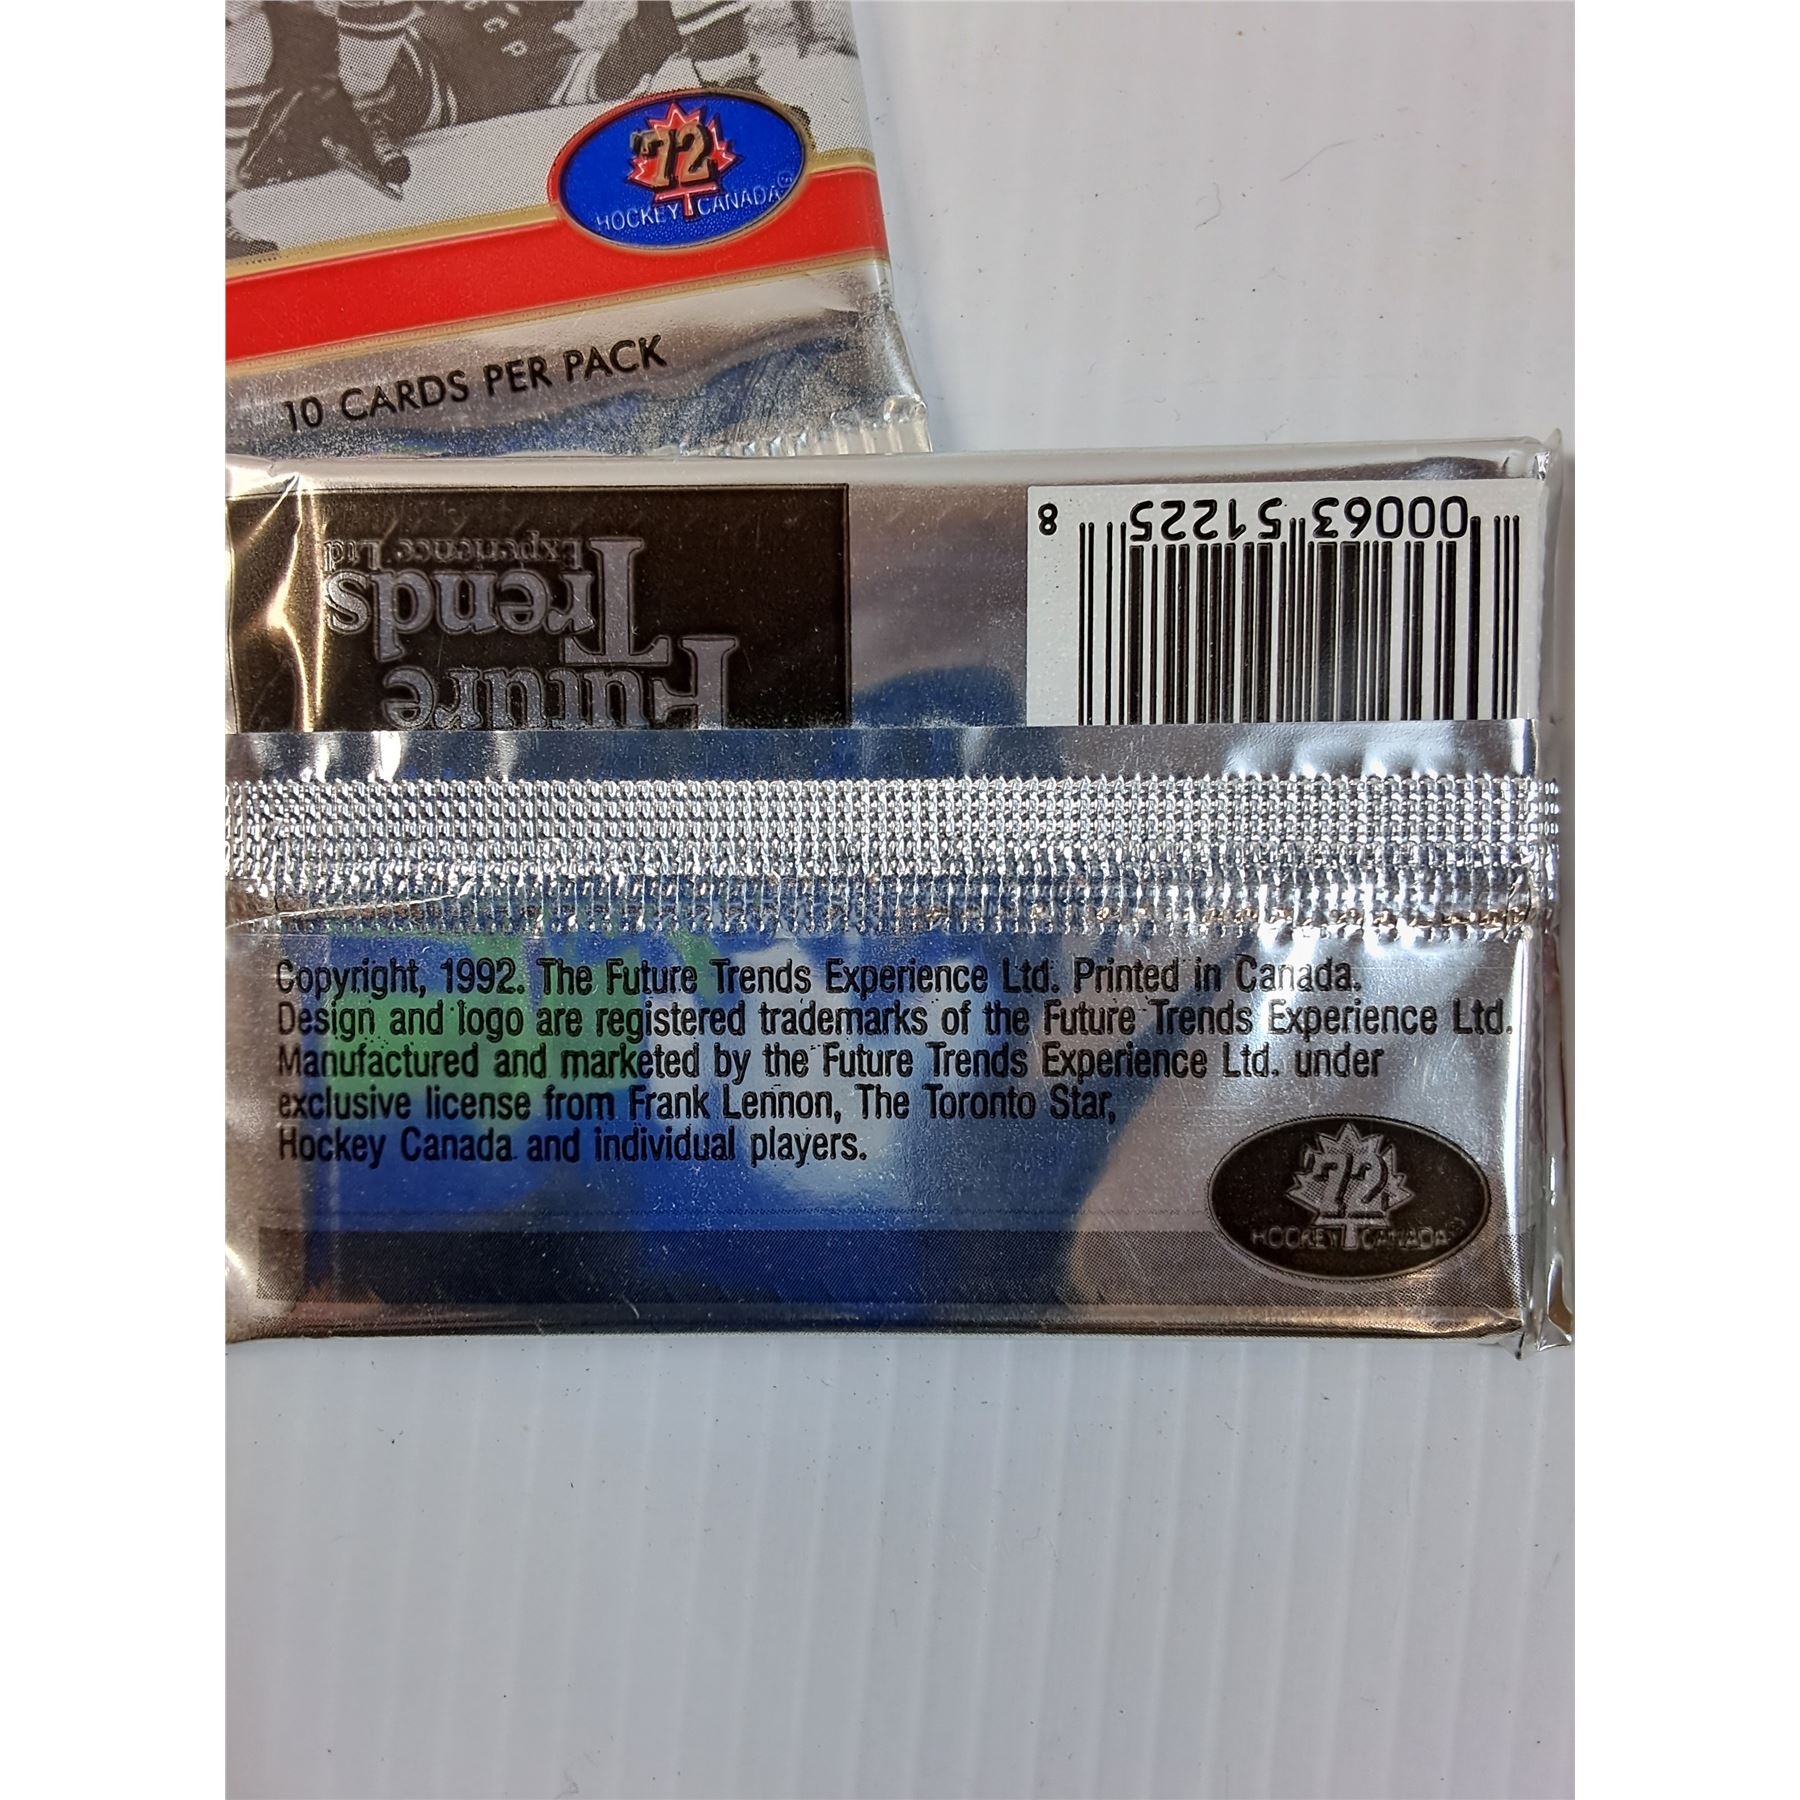 CCCP
'72
HOCKEY CANADA®
10 CARDS PER PACK
00063 51225 8
Future
Trends
Experience Ltd
Copyright, 1992. The Future Trends Experience Ltd. Printed in Canada.
Design and logo are registered trademarks of the Future Trends Experience Ltd.
Manufactured and marketed by the Future Trends Experience Ltd. under
exclusive license from Frank Lennon, The Toronto Star,
Hockey Canada and individual players.
'72
HOCKEY CANADA®